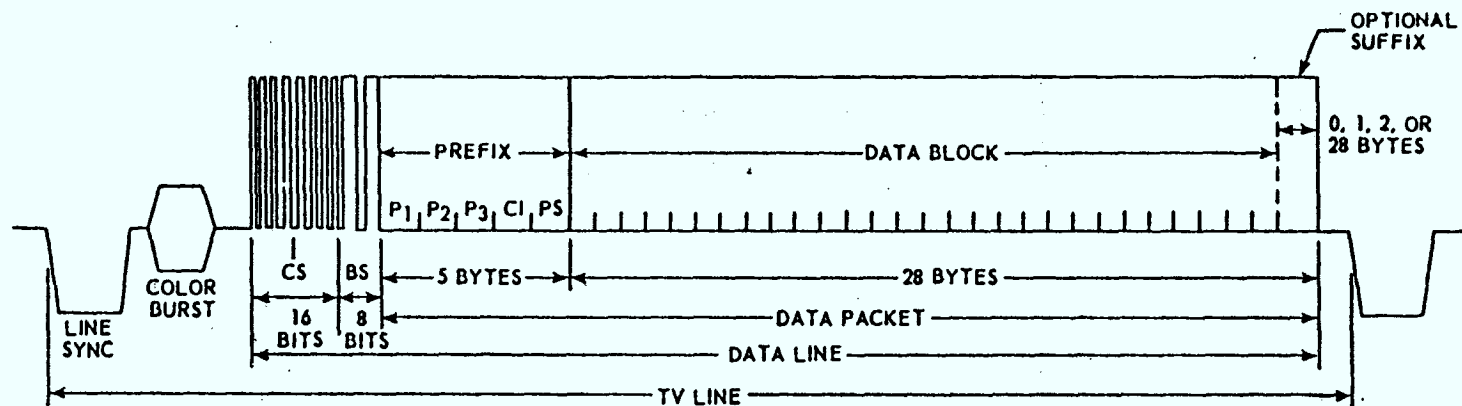 OPTIONAL
SUFFIX
0, 1, 2, OR
28 BYTES
PREFIX
DATA BLOCK
P1 P2 P3 CI PS
CS
BS
5 BYTES
28 BYTES
COLOR
BURST
LINE
SYNC
16
BITS
8
BITS
DATA PACKET
DATA LINE
TV LINE